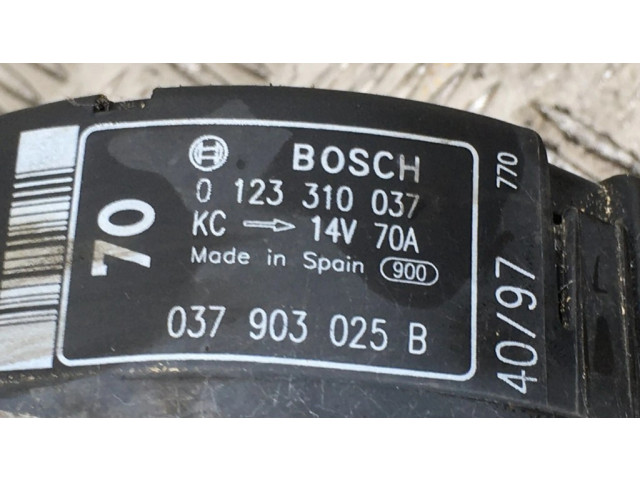 BOSCH
0 123 310 037
KC → 14V 70A
Made in Spain 900
037 903 025 B
70
40/97 770